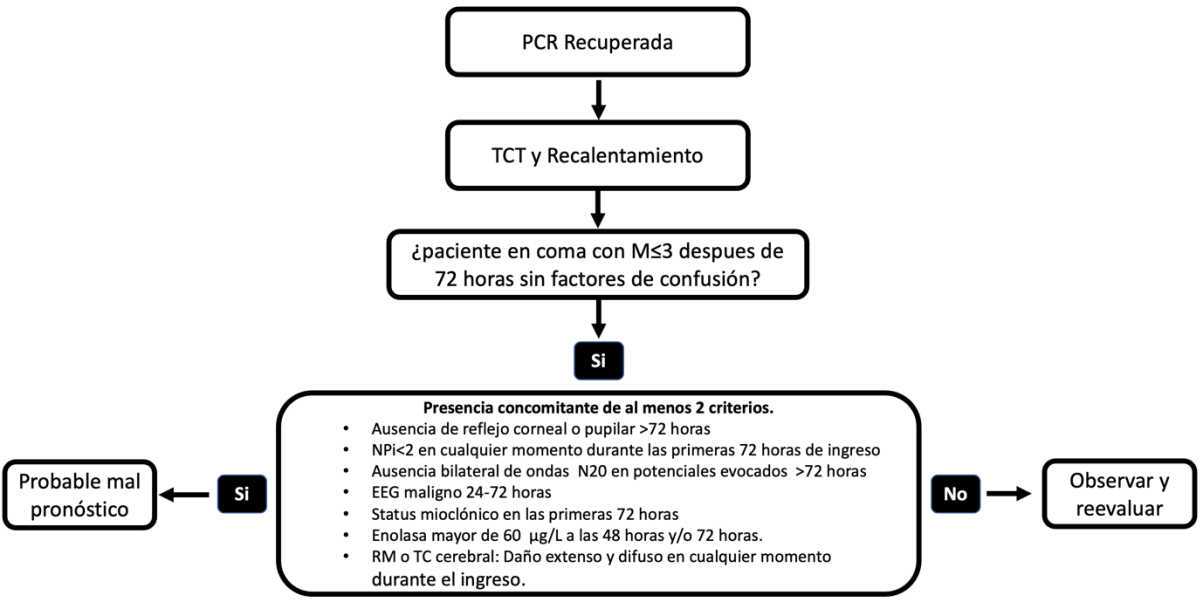 PCR Recuperada
TCT y Recalentamiento
¿paciente en coma con M≤3 despues de
72 horas sin factores de confusión?
Si
Presencia concomitante de al menos 2 criterios.
• Ausencia de reflejo corneal o pupilar >72 horas
• NPi<2 en cualquier momento durante las primeras 72 horas de ingreso
• Ausencia bilateral de ondas N20 en potenciales evocados >72 horas
• EEG maligno 24-72 horas
• Status mioclónico en las primeras 72 horas
• Enolasa mayor de 60 µg/L a las 48 horas y/o 72 horas.
• RM o TC cerebral: Daño extenso y difuso en cualquier momento
durante el ingreso.
Si
Probable mal
pronóstico
No
Observar y
reevaluar